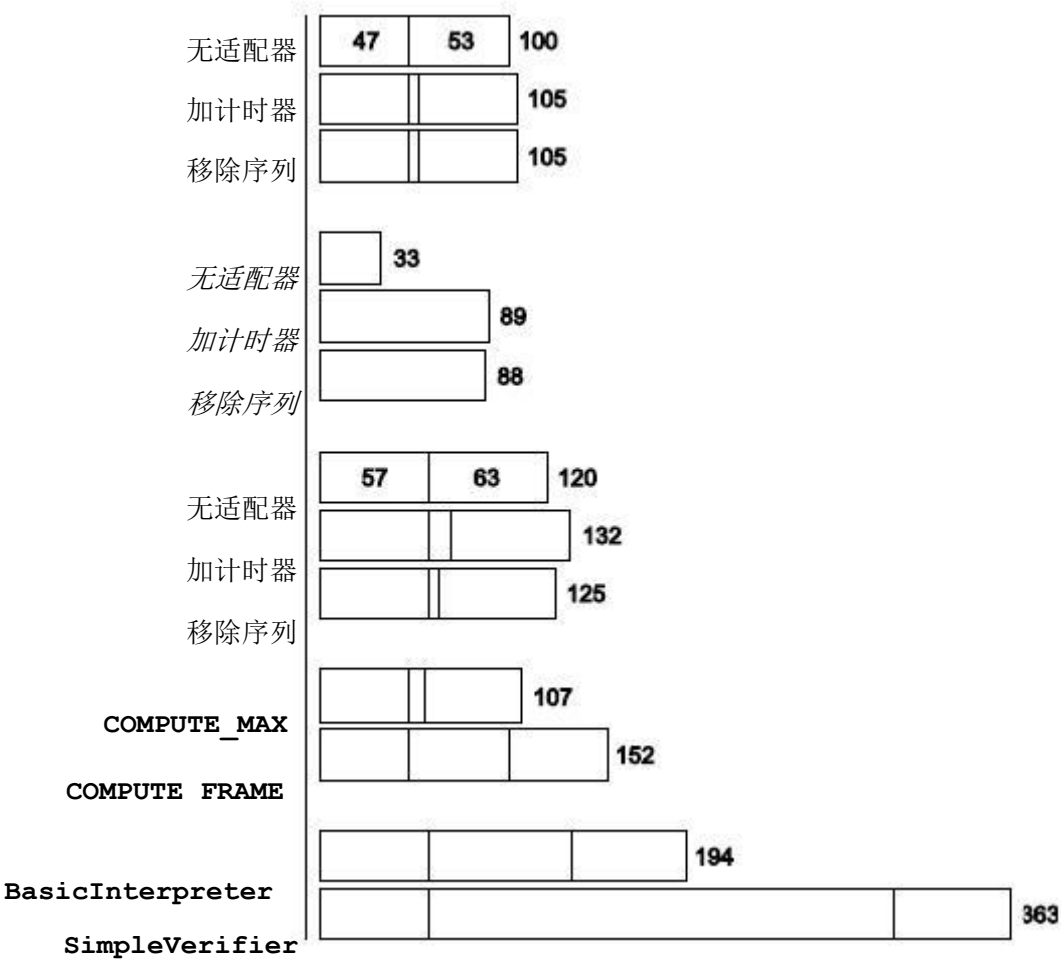 无适配器 47 53 100
加计时器 105
移除序列 105
无适配器 33
加计时器 89
移除序列 88
无适配器 57 63 120
加计时器 132
移除序列 125
COMPUTE_MAX 107
COMPUTE FRAME 152
BasicInterpreter 194
SimpleVerifier 363